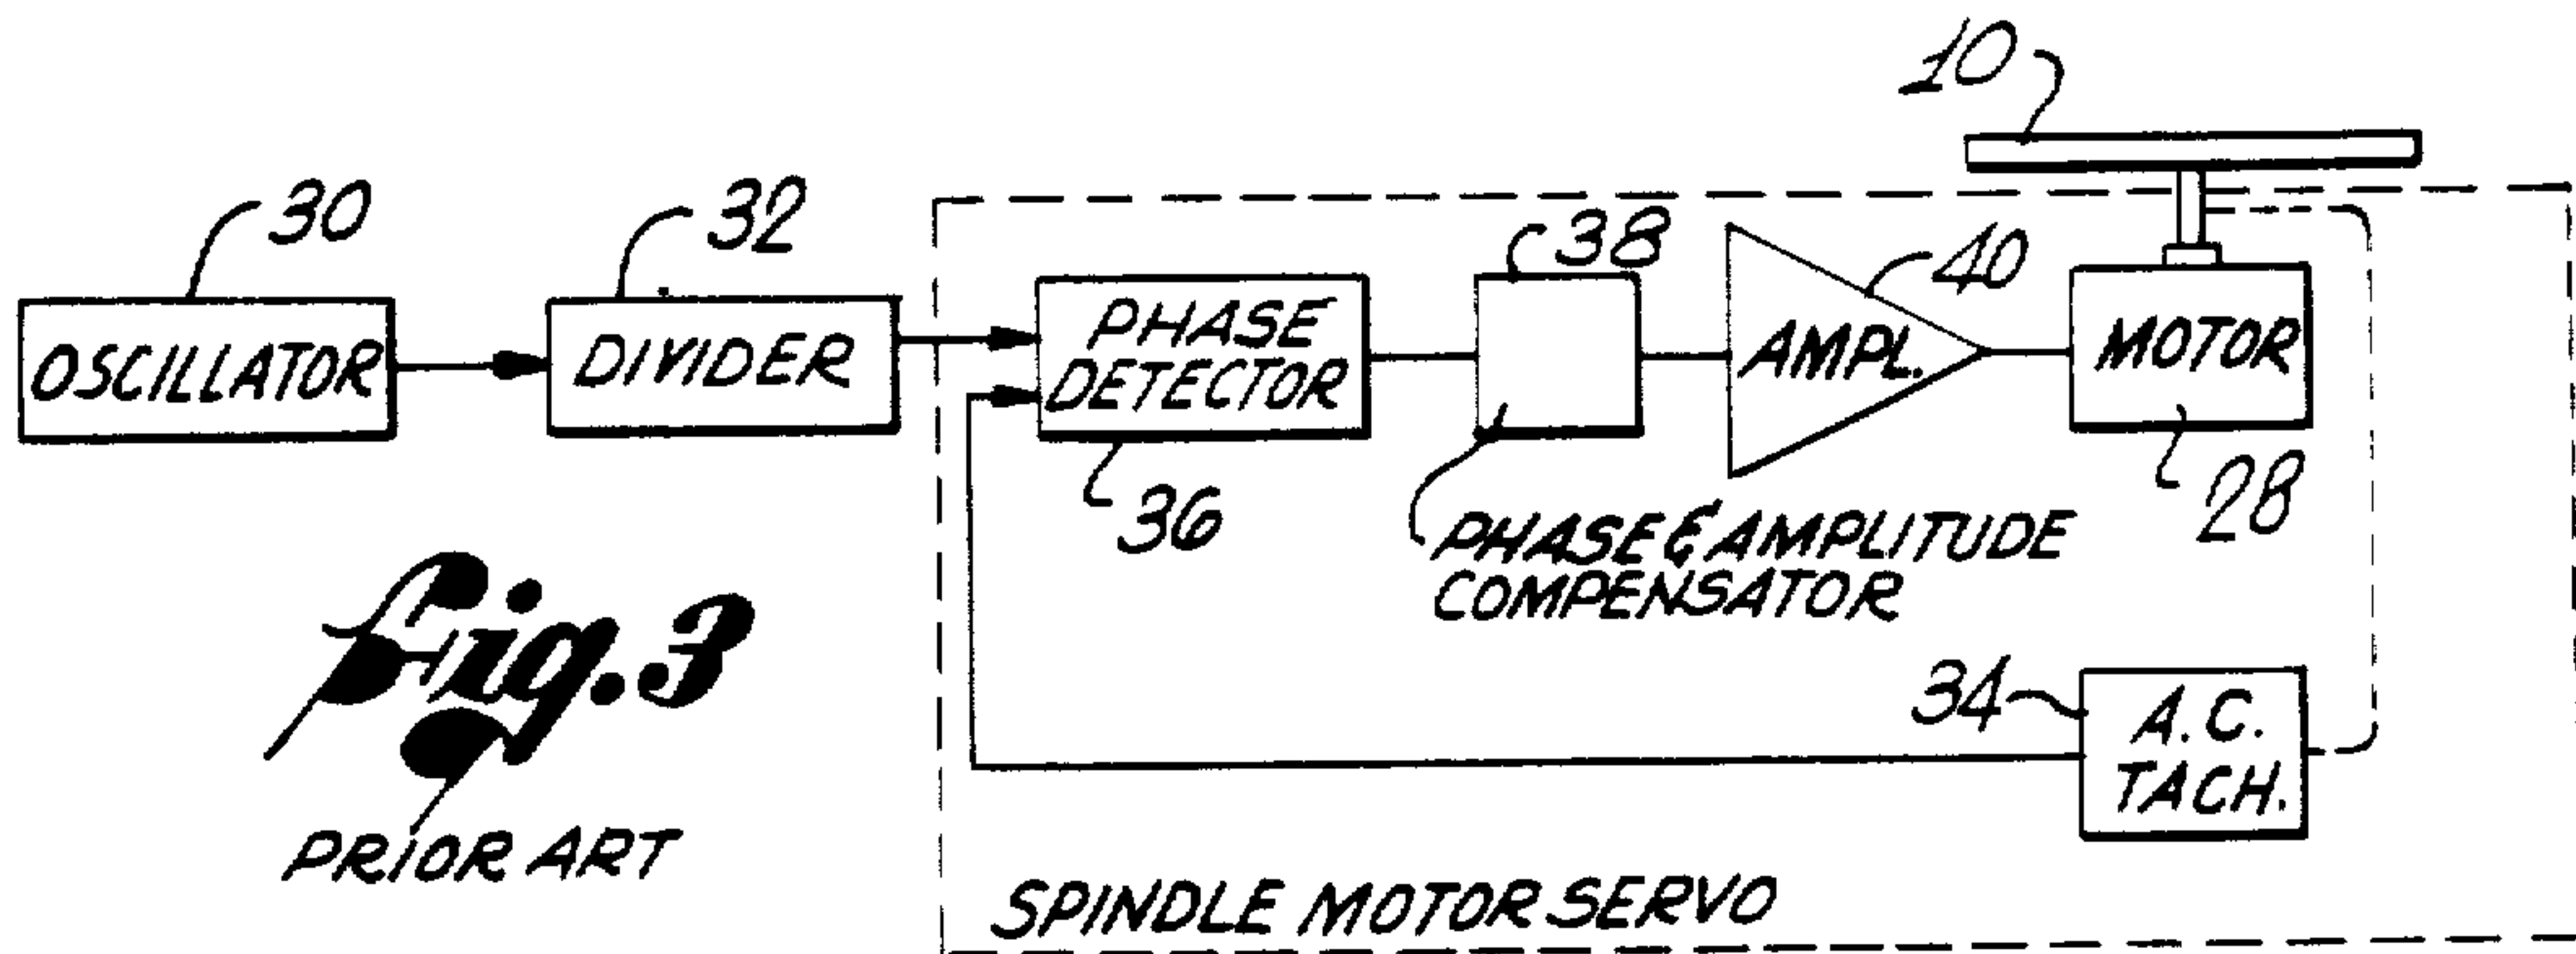 10
30
32
38
40
OSCILLATOR
DIVIDER
PHASE
DETECTOR
AMPL.
MOTOR
36
28
PHASE & AMPLITUDE
COMPENSATOR
Fig. 3
PRIOR ART
34
A.C.
TACH.
SPINDLE MOTOR SERVO